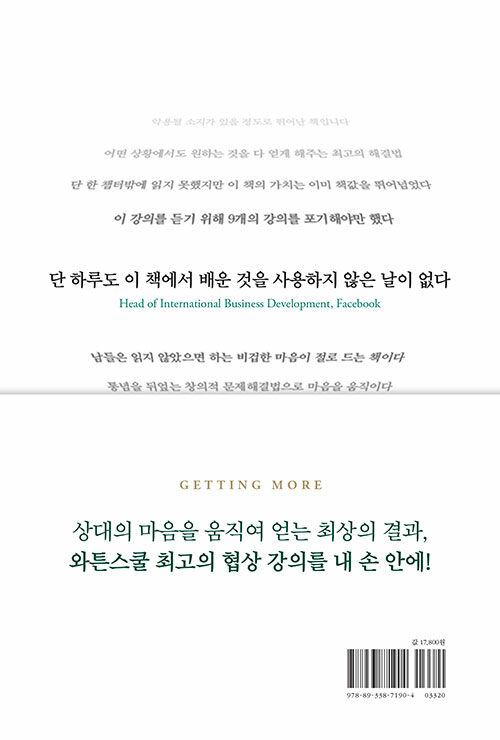 악용될 소지가 있을 정도로 뛰어난 책입니다
어떤 상황에서도 원하는 것을 다 얻게 해주는 최고의 해결법
단 한 챕터밖에 읽지 못했지만 이 책의 가치는 이미 책값을 뛰어넘었다
이 강의를 듣기 위해 9개의 강의를 포기해야만 했다
단 하루도 이 책에서 배운 것을 사용하지 않은 날이 없다
Head of International Business Development, Facebook
남들은 읽지 않았으면 하는 비겁한 마음이 절로 드는 책이다
통념을 뒤엎는 창의적 문제해결법으로 마음을 움직이다
GETTING MORE
상대의 마음을 움직여 얻는 최상의 결과,
와튼스쿨 최고의 협상 강의를 내 손 안에!
값 17,800원
978-89-338-7190-4 03320